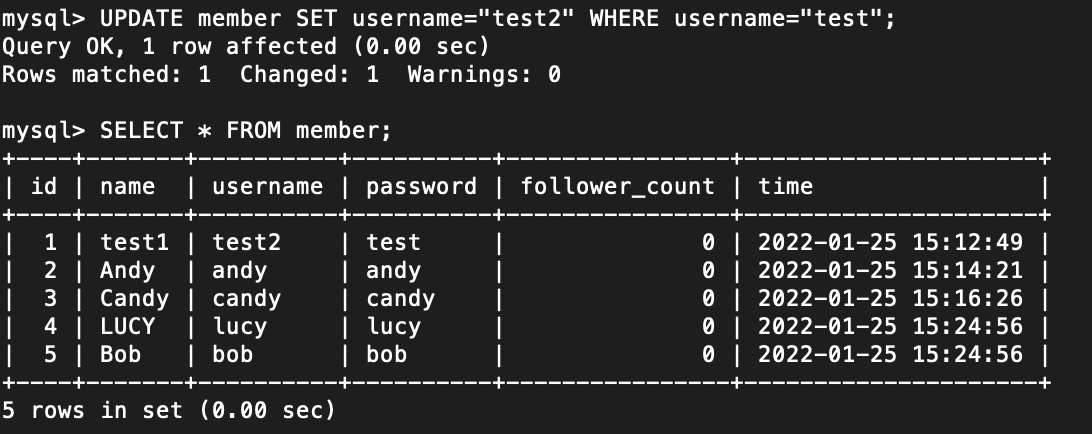 mysql> UPDATE member SET username="test2" WHERE username="test";
Query OK, 1 row affected (0.00 sec)
Rows matched: 1  Changed: 1  Warnings: 0

mysql> SELECT * FROM member;
+----+-------+----------+----------+----------------+---------------------+
| id | name  | username | password | follower_count | time                |
+----+-------+----------+----------+----------------+---------------------+
|  1 | test1 | test2    | test     |              0 | 2022-01-25 15:12:49 |
|  2 | Andy  | andy     | andy     |              0 | 2022-01-25 15:14:21 |
|  3 | Candy | candy    | candy    |              0 | 2022-01-25 15:16:26 |
|  4 | LUCY  | lucy     | lucy     |              0 | 2022-01-25 15:24:56 |
|  5 | Bob   | bob      | bob      |              0 | 2022-01-25 15:24:56 |
+----+-------+----------+----------+----------------+---------------------+
5 rows in set (0.00 sec)